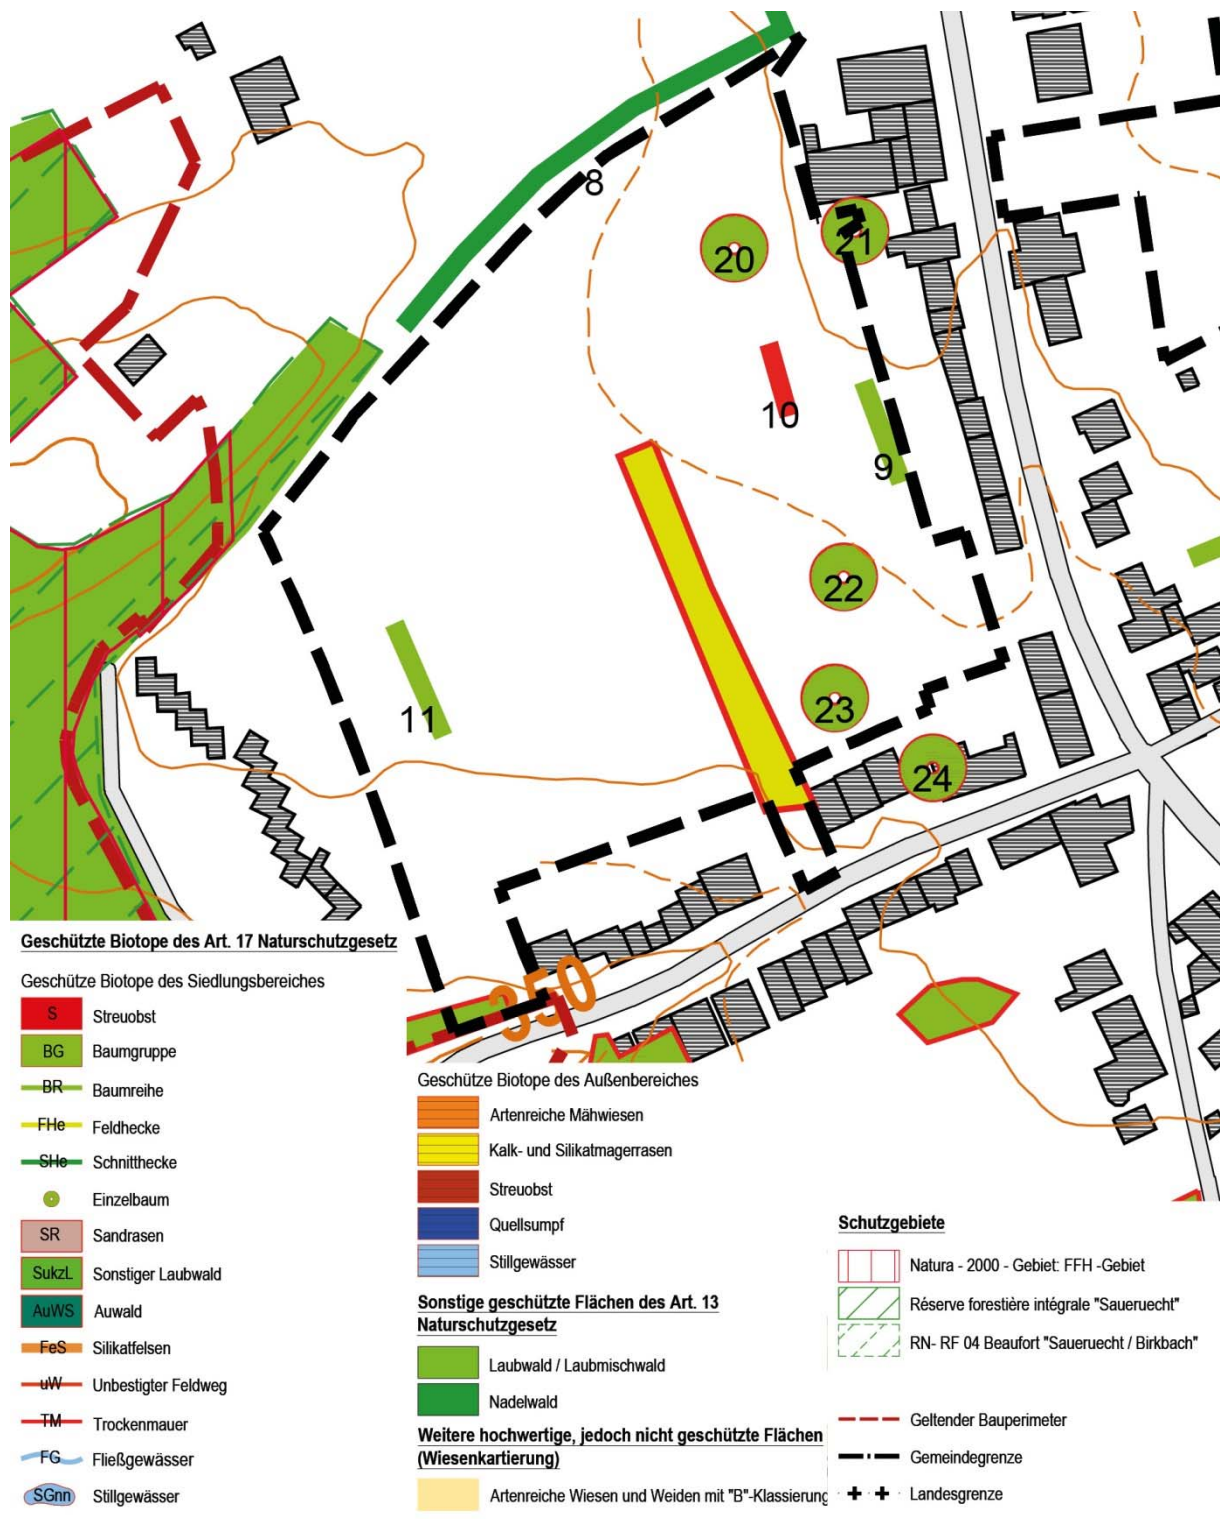 8
20
21
10
9
22
23
11
24
350
Geschützte Biotope des Art. 17 Naturschutzgesetz
Geschütze Biotope des Siedlungsbereiches
S Streuobst
BG Baumgruppe
BR Baumreihe
FHe Feldhecke
SHe Schnitthecke
Einzelbaum
SR Sandrasen
SukzL Sonstiger Laubwald
AuWS Auwald
FeS Silikatfelsen
uW Unbestigter Feldweg
TM Trockenmauer
FG Fließgewässer
SGnn Stillgewässer
Geschütze Biotope des Außenbereiches
Artenreiche Mähwiesen
Kalk- und Silikatmagerrasen
Streuobst
Quellsumpf
Stillgewässer
Sonstige geschützte Flächen des Art. 13
Naturschutzgesetz
Laubwald / Laubmischwald
Nadelwald
Weitere hochwertige, jedoch nicht geschützte Flächen
(Wiesenkartierung)
Artenreiche Wiesen und Weiden mit "B"-Klassierung
Schutzgebiete
Natura - 2000 - Gebiet: FFH -Gebiet
Réserve forestière intégrale "Saueruecht"
RN- RF 04 Beaufort "Saueruecht / Birkbach"
Geltender Bauperimeter
Gemeindegrenze
Landesgrenze